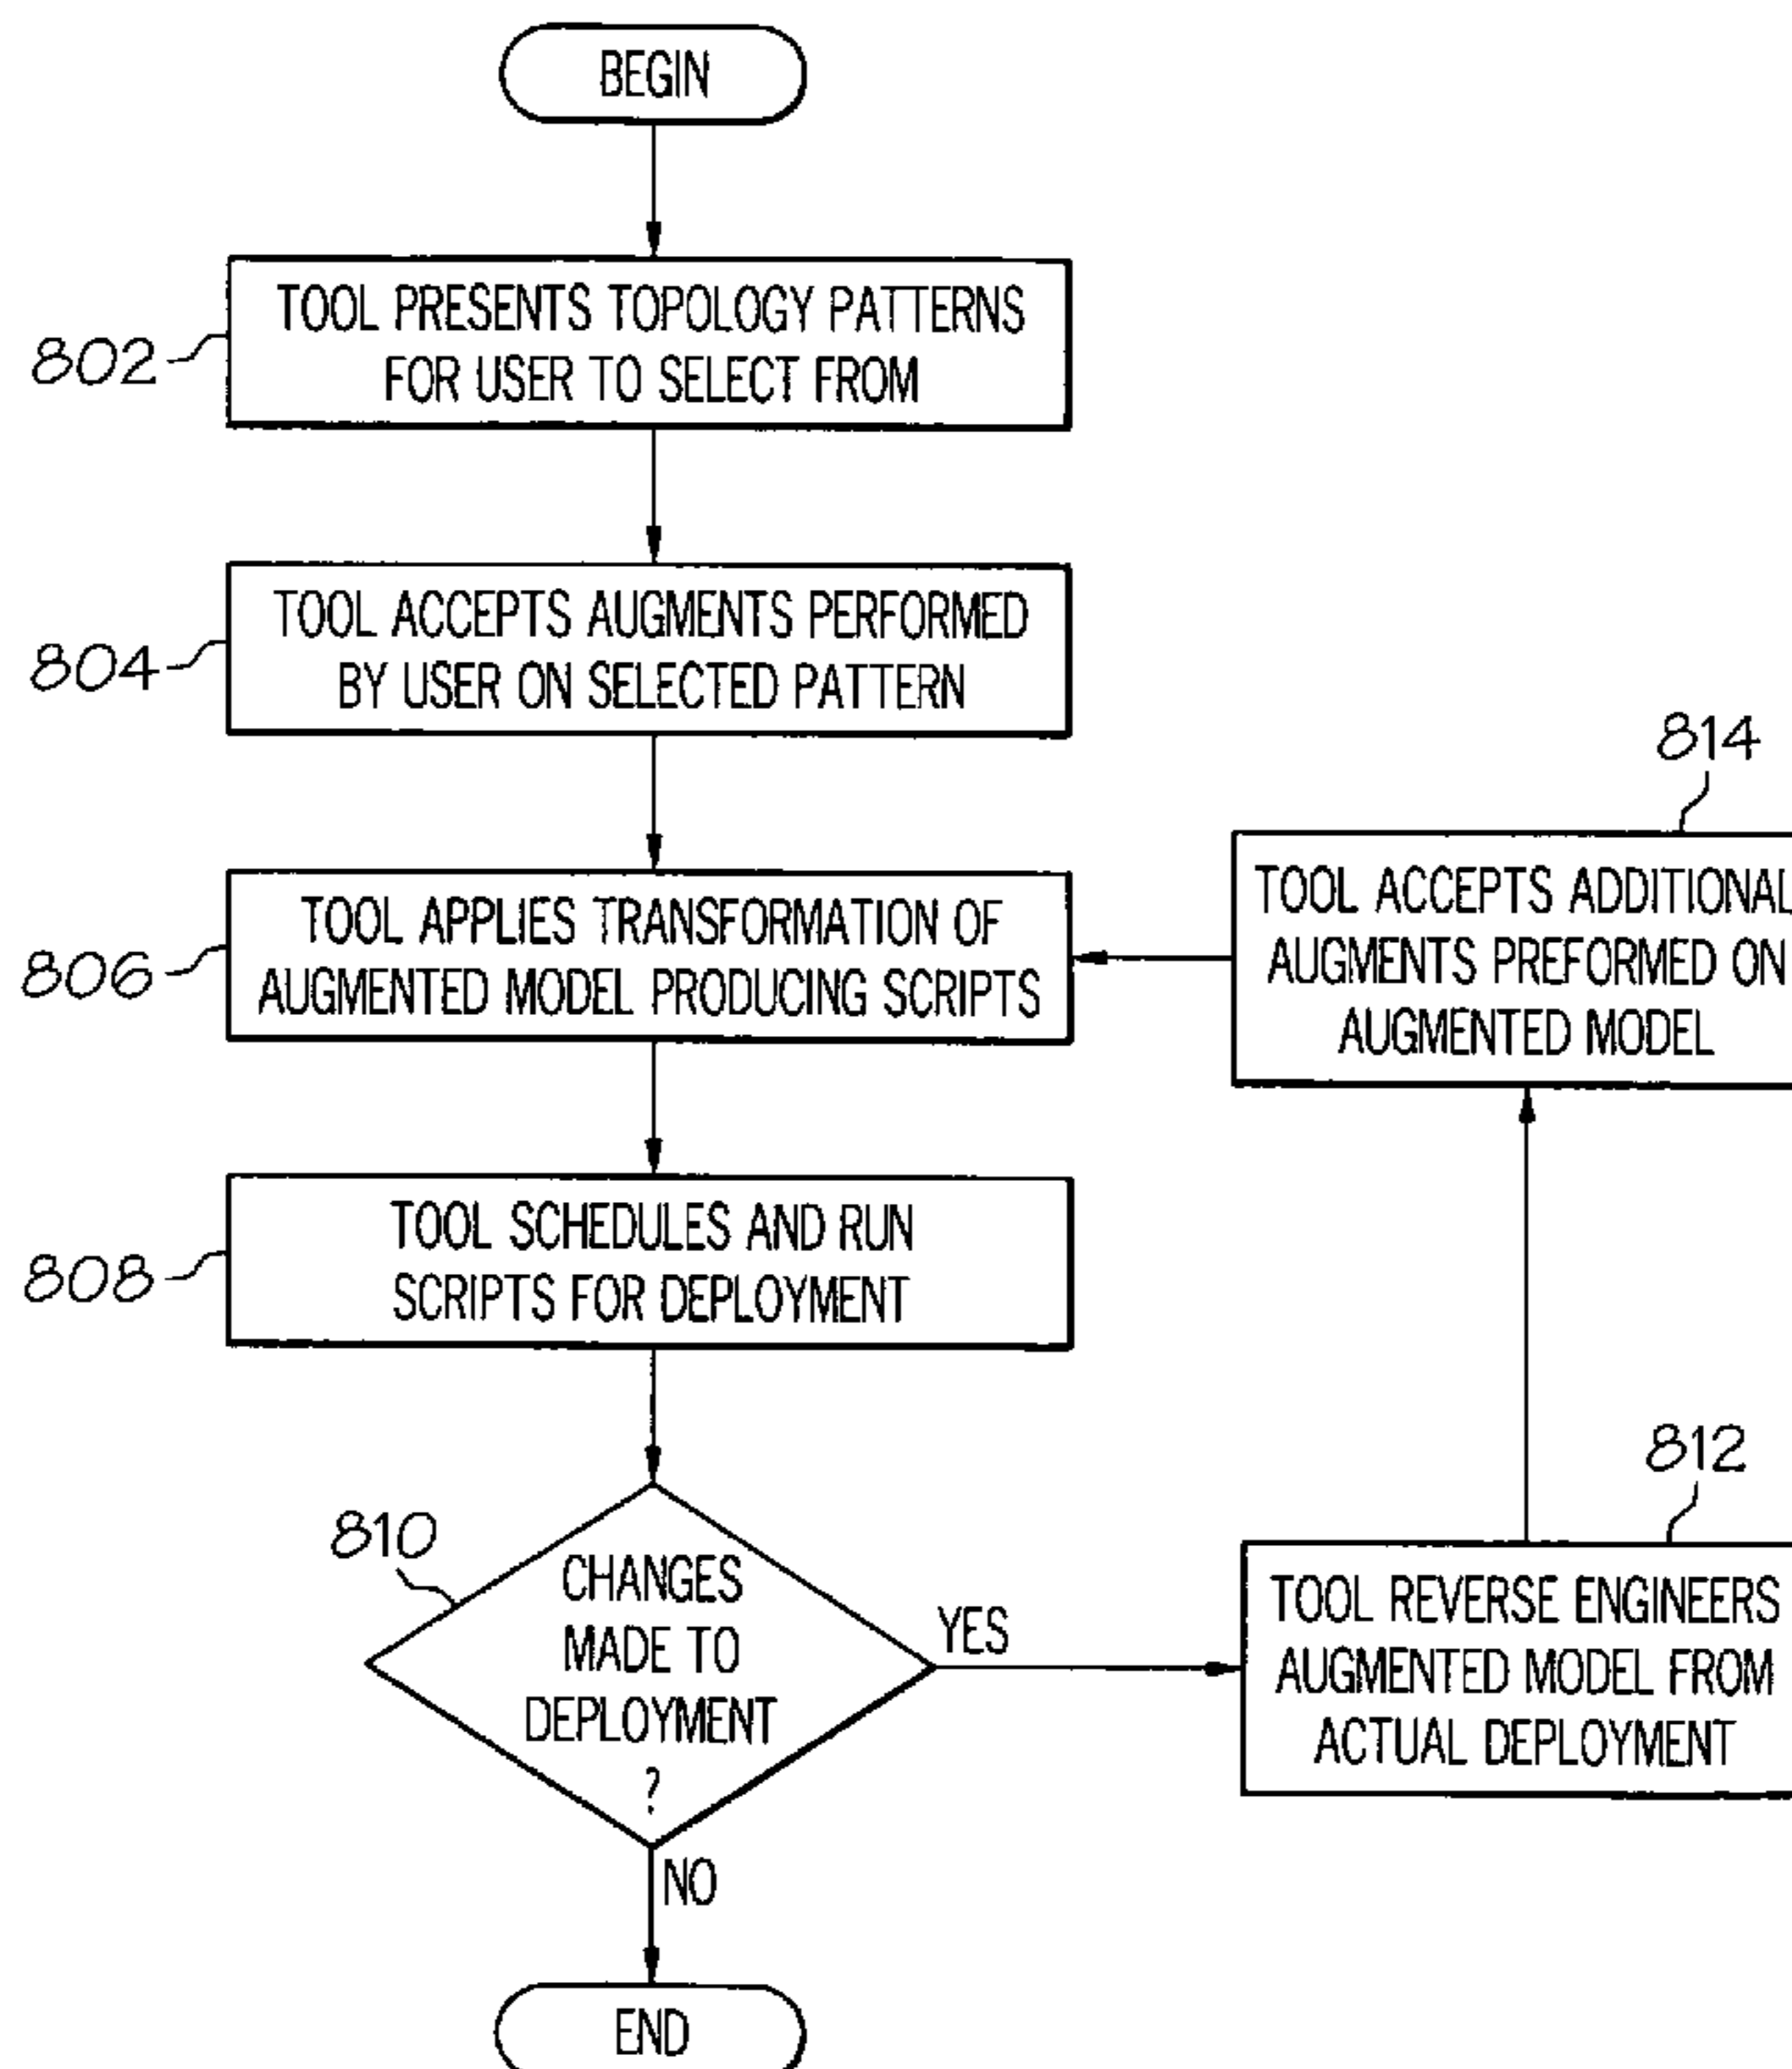 BEGIN
802
TOOL PRESENTS TOPOLOGY PATTERNS
FOR USER TO SELECT FROM
804
TOOL ACCEPTS AUGMENTS PERFORMED
BY USER ON SELECTED PATTERN
806
TOOL APPLIES TRANSFORMATION OF
AUGMENTED MODEL PRODUCING SCRIPTS
814
TOOL ACCEPTS ADDITIONAL
AUGMENTS PREFORMED ON
AUGMENTED MODEL
808
TOOL SCHEDULES AND RUN
SCRIPTS FOR DEPLOYMENT
810
CHANGES
MADE TO
DEPLOYMENT
?
YES
NO
812
TOOL REVERSE ENGINEERS
AUGMENTED MODEL FROM
ACTUAL DEPLOYMENT
END